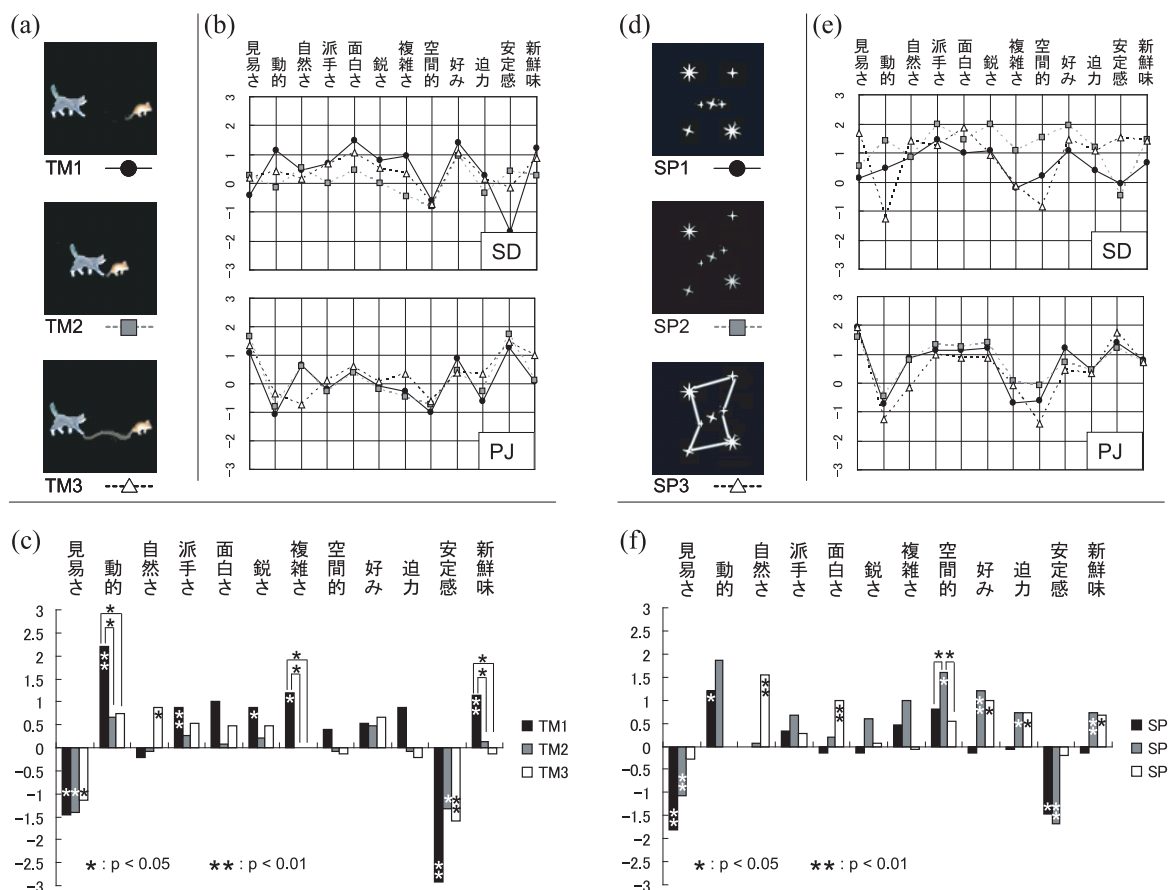 (a)
TM1
TM2
TM3
(b)
見易さ 動的 自然さ 派手さ 面白さ 鋭さ 複雑さ 空間的 好み 迫力 安定感 新鮮味
3
2
1
0
-1
-2
-3
SD
3
2
1
0
-1
-2
-3
PJ
(d)
SP1
SP2
SP3
(e)
見易さ 動的 自然さ 派手さ 面白さ 鋭さ 複雑さ 空間的 好み 迫力 安定感 新鮮味
3
2
1
0
-1
-2
-3
SD
3
2
1
0
-1
-2
-3
PJ
(c)
見易さ 動的 自然さ 派手さ 面白さ 鋭さ 複雑さ 空間的 好み 迫力 安定感 新鮮味
3
2.5
2
1.5
1
0.5
0
-0.5
-1
-1.5
-2
-2.5
-3
TM1
TM2
TM3
* : p < 0.05 ** : p < 0.01
(f)
見易さ 動的 自然さ 派手さ 面白さ 鋭さ 複雑さ 空間的 好み 迫力 安定感 新鮮味
3
2.5
2
1.5
1
0.5
0
-0.5
-1
-1.5
-2
-2.5
-3
SP
SP
SP
* : p < 0.05 ** : p < 0.01